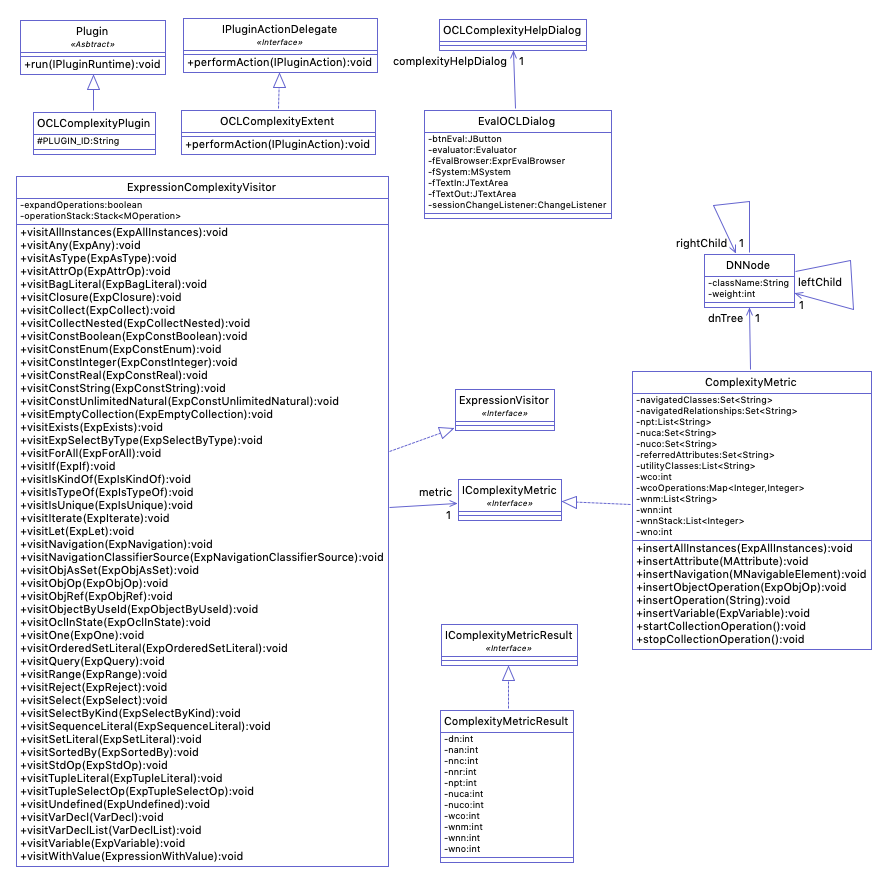 Plugin
«Asbtract»
+run(IPluginRuntime):void
IPluginActionDelegate
«Interface»
+performAction(IPluginAction):void
OCLComplexityHelpDialog
complexityHelpDialog
1
OCLComplexityPlugin
#PLUGIN_ID:String
OCLComplexityExtent
+performAction(IPluginAction):void
EvalOCLDialog
-btnEval:JButton
-evaluator:Evaluator
-fEvalBrowser:ExprEvalBrowser
-fSystem:MSystem
-fTextIn:JTextArea
-fTextOut:JTextArea
-sessionChangeListener:ChangeListener
ExpressionComplexityVisitor
-expandOperations:boolean
-operationStack:Stack<MOperation>
+visitAllInstances(ExpAllInstances):void
+visitAny(ExpAny):void
+visitAsType(ExpAsType):void
+visitAttrOp(ExpAttrOp):void
+visitBagLiteral(ExpBagLiteral):void
+visitClosure(ExpClosure):void
+visitCollect(ExpCollect):void
+visitCollectNested(ExpCollectNested):void
+visitConstBoolean(ExpConstBoolean):void
+visitConstEnum(ExpConstEnum):void
+visitConstInteger(ExpConstInteger):void
+visitConstReal(ExpConstReal):void
+visitConstString(ExpConstString):void
+visitConstUnlimitedNatural(ExpConstUnlimitedNatural):void
+visitEmptyCollection(ExpEmptyCollection):void
+visitExists(ExpExists):void
+visitExpSelectByType(ExpSelectByType):void
+visitForAll(ExpForAll):void
+visitIf(ExpIf):void
+visitIsKindOf(ExpIsKindOf):void
+visitIsTypeOf(ExpIsTypeOf):void
+visitIsUnique(ExpIsUnique):void
+visitIterate(ExpIterate):void
+visitLet(ExpLet):void
+visitNavigation(ExpNavigation):void
+visitNavigationClassifierSource(ExpNavigationClassifierSource):void
+visitObjAsSet(ExpObjAsSet):void
+visitObjOp(ExpObjOp):void
+visitObjRef(ExpObjRef):void
+visitObjectByUseId(ExpObjectByUseId):void
+visitOclInState(ExpOclInState):void
+visitOne(ExpOne):void
+visitOrderedSetLiteral(ExpOrderedSetLiteral):void
+visitQuery(ExpQuery):void
+visitRange(ExpRange):void
+visitReject(ExpReject):void
+visitSelect(ExpSelect):void
+visitSelectByKind(ExpSelectByKind):void
+visitSequenceLiteral(ExpSequenceLiteral):void
+visitSetLiteral(ExpSetLiteral):void
+visitSortedBy(ExpSortedBy):void
+visitStdOp(ExpStdOp):void
+visitTupleLiteral(ExpTupleLiteral):void
+visitTupleSelectOp(ExpTupleSelectOp):void
+visitUndefined(ExpUndefined):void
+visitVarDecl(VarDecl):void
+visitVarDeclList(VarDeclList):void
+visitVariable(ExpVariable):void
+visitWithValue(ExpressionWithValue):void
rightChild
1
DNNode
-className:String
-weight:int
leftChild
1
dnTree
1
ExpressionVisitor
«Interface»
metric
1
IComplexityMetric
«Interface»
ComplexityMetric
-navigatedClasses:Set<String>
-navigatedRelationships:Set<String>
-npt:List<String>
-nuca:Set<String>
-nuco:Set<String>
-referredAttributes:Set<String>
-utilityClasses:List<String>
-wco:int
-wcoOperations:Map<Integer,Integer>
-wnm:List<String>
-wnn:int
-wnnStack:List<Integer>
-wno:int
+insertAllInstances(ExpAllInstances):void
+insertAttribute(MAttribute):void
+insertNavigation(MNavigableElement):void
+insertObjectOperation(ExpObjOp):void
+insertOperation(String):void
+insertVariable(ExpVariable):void
+startCollectionOperation():void
+stopCollectionOperation():void
IComplexityMetricResult
«Interface»
ComplexityMetricResult
-dn:int
-nan:int
-nnc:int
-nnr:int
-npt:int
-nuca:int
-nuco:int
-wco:int
-wnm:int
-wnn:int
-wno:int